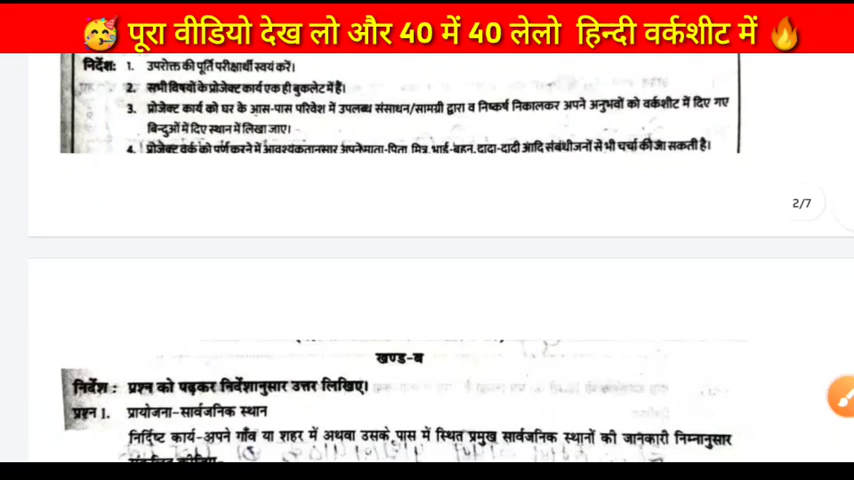 🥳 पूरा वीडियो देख लो और 40 में 40 लेलो हिन्दी वर्कशीट में 🔥
निर्देश: 1. उपरोक्त की पूर्ति परीक्षार्थी स्वयं करें।
2. सभी विषयों के प्रोजेक्ट कार्य एक ही बुकलेट में हैं।
3. प्रोजेक्ट कार्य को घर के आस-पास परिवेश में उपलब्ध संसाधन/सामग्री द्वारा व निष्कर्ष निकालकर अपने अनुभवों को वर्कशीट में दिए गए
बिन्दुओं में दिए स्थान में लिखा जाए।
4. प्रोजेक्ट वर्क को पूर्ण करने में आवश्यकतानुसार अपने माता-पिता मित्र, भाई-बहन, दादा-दादी आदि संबंधीजनों से भी चर्चा की जा सकती है।
2/7
खण्ड-ब
निर्देश : प्रश्न को पढ़कर निर्देशानुसार उत्तर लिखिए।
प्रश्न 1. प्रायोजना-सार्वजनिक स्थान
निर्दिष्ट कार्य-अपने गाँव या शहर में अथवा उसके पास में स्थित प्रमुख सार्वजनिक स्थानों की जानकारी निम्नानुसार